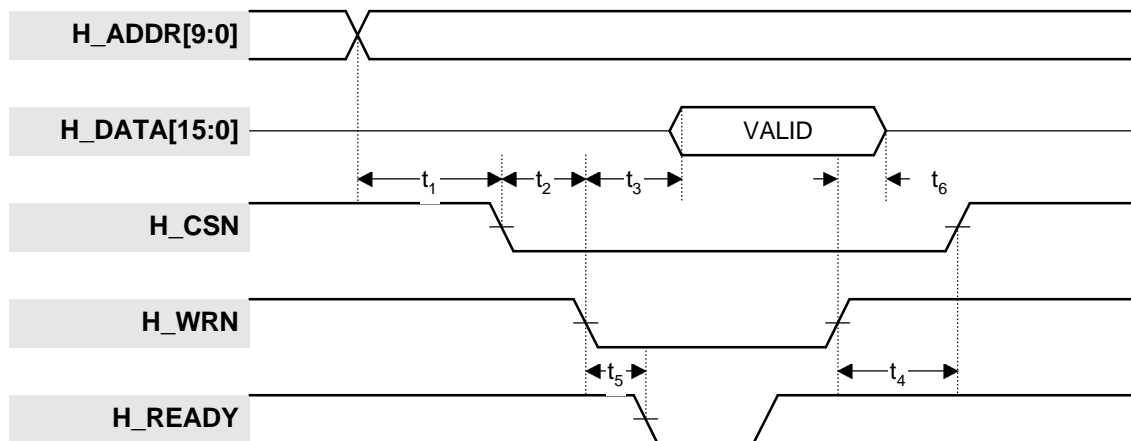 H_ADDR[9:0]
H_DATA[15:0]
VALID
t1 t2 t3 t6
H_CSN
H_WRN
t5 t4
H_READY